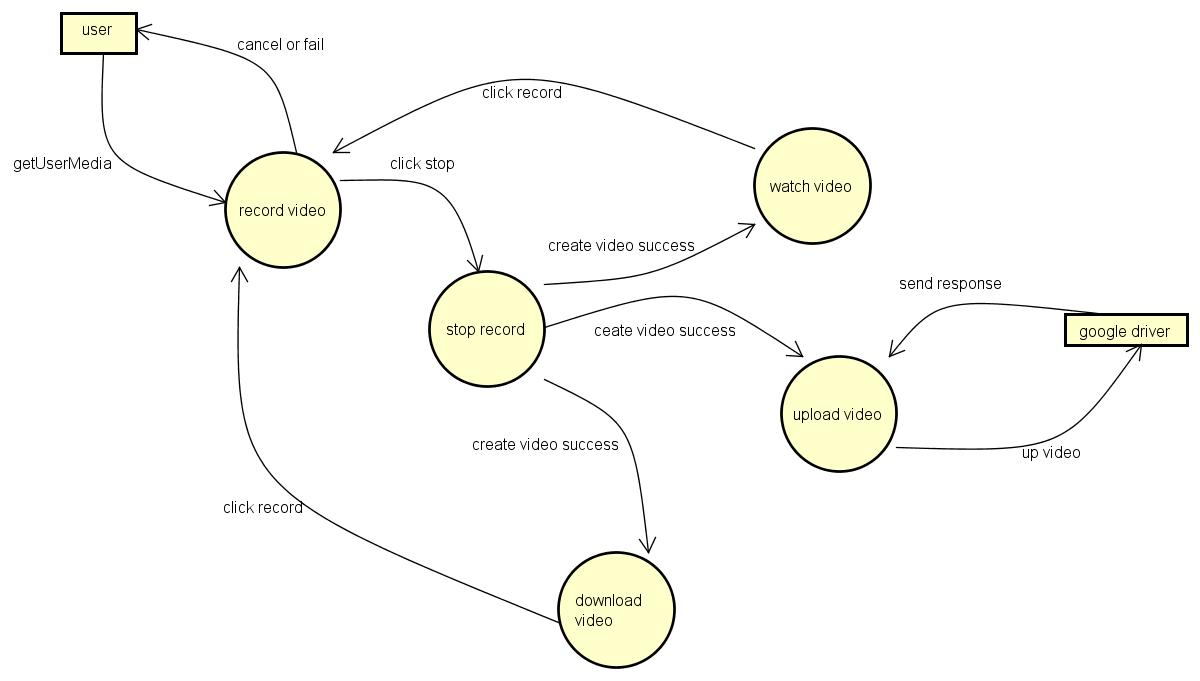 user
cancel or fail
click record
getUserMedia
click stop
watch video
record video
create video success
send response
stop record
ceate video success
google driver
upload video
create video success
up video
click record
download
video